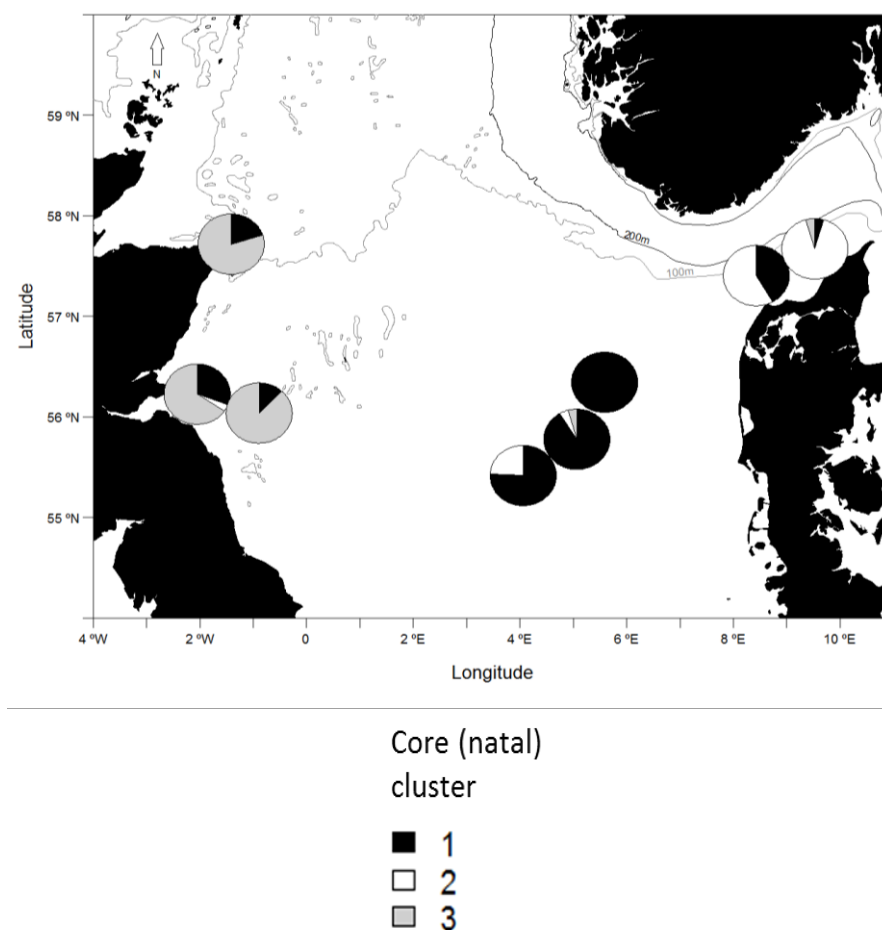 N
59 ºN
58 ºN
57 ºN
56 ºN
55 ºN
Latitude
200m
100m
4 ºW
2 ºW
0
2 ºE
4 ºE
6 ºE
8 ºE
10 ºE
Longitude
Core (natal)
cluster
1
2
3